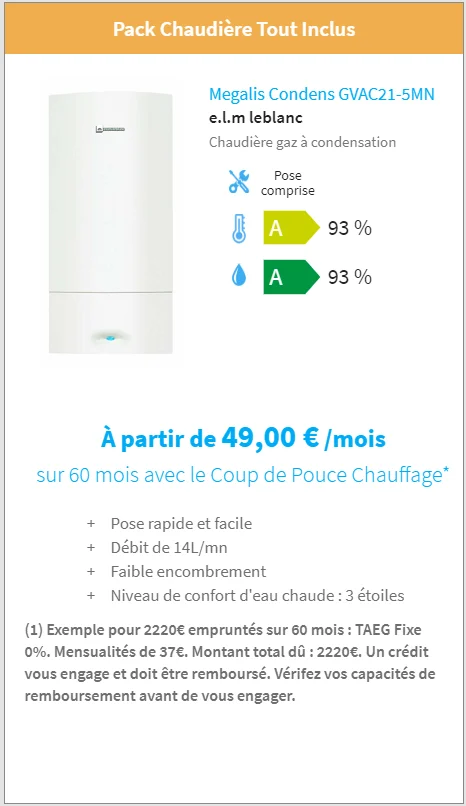 Pack Chaudière Tout Inclus
Megalis Condens GVAC21-5MN
e.l.m leblanc
Chaudière gaz à condensation
Pose
comprise
A 93 %
A 93 %
À partir de 49,00 € /mois
sur 60 mois avec le Coup de Pouce Chauffage*
+ Pose rapide et facile
+ Débit de 14L/mn
+ Faible encombrement
+ Niveau de confort d'eau chaude : 3 étoiles
(1) Exemple pour 2220€ empruntés sur 60 mois : TAEG Fixe
0%. Mensualités de 37€. Montant total dû : 2220€. Un crédit
vous engage et doit être remboursé. Vérifez vos capacités de
remboursement avant de vous engager.